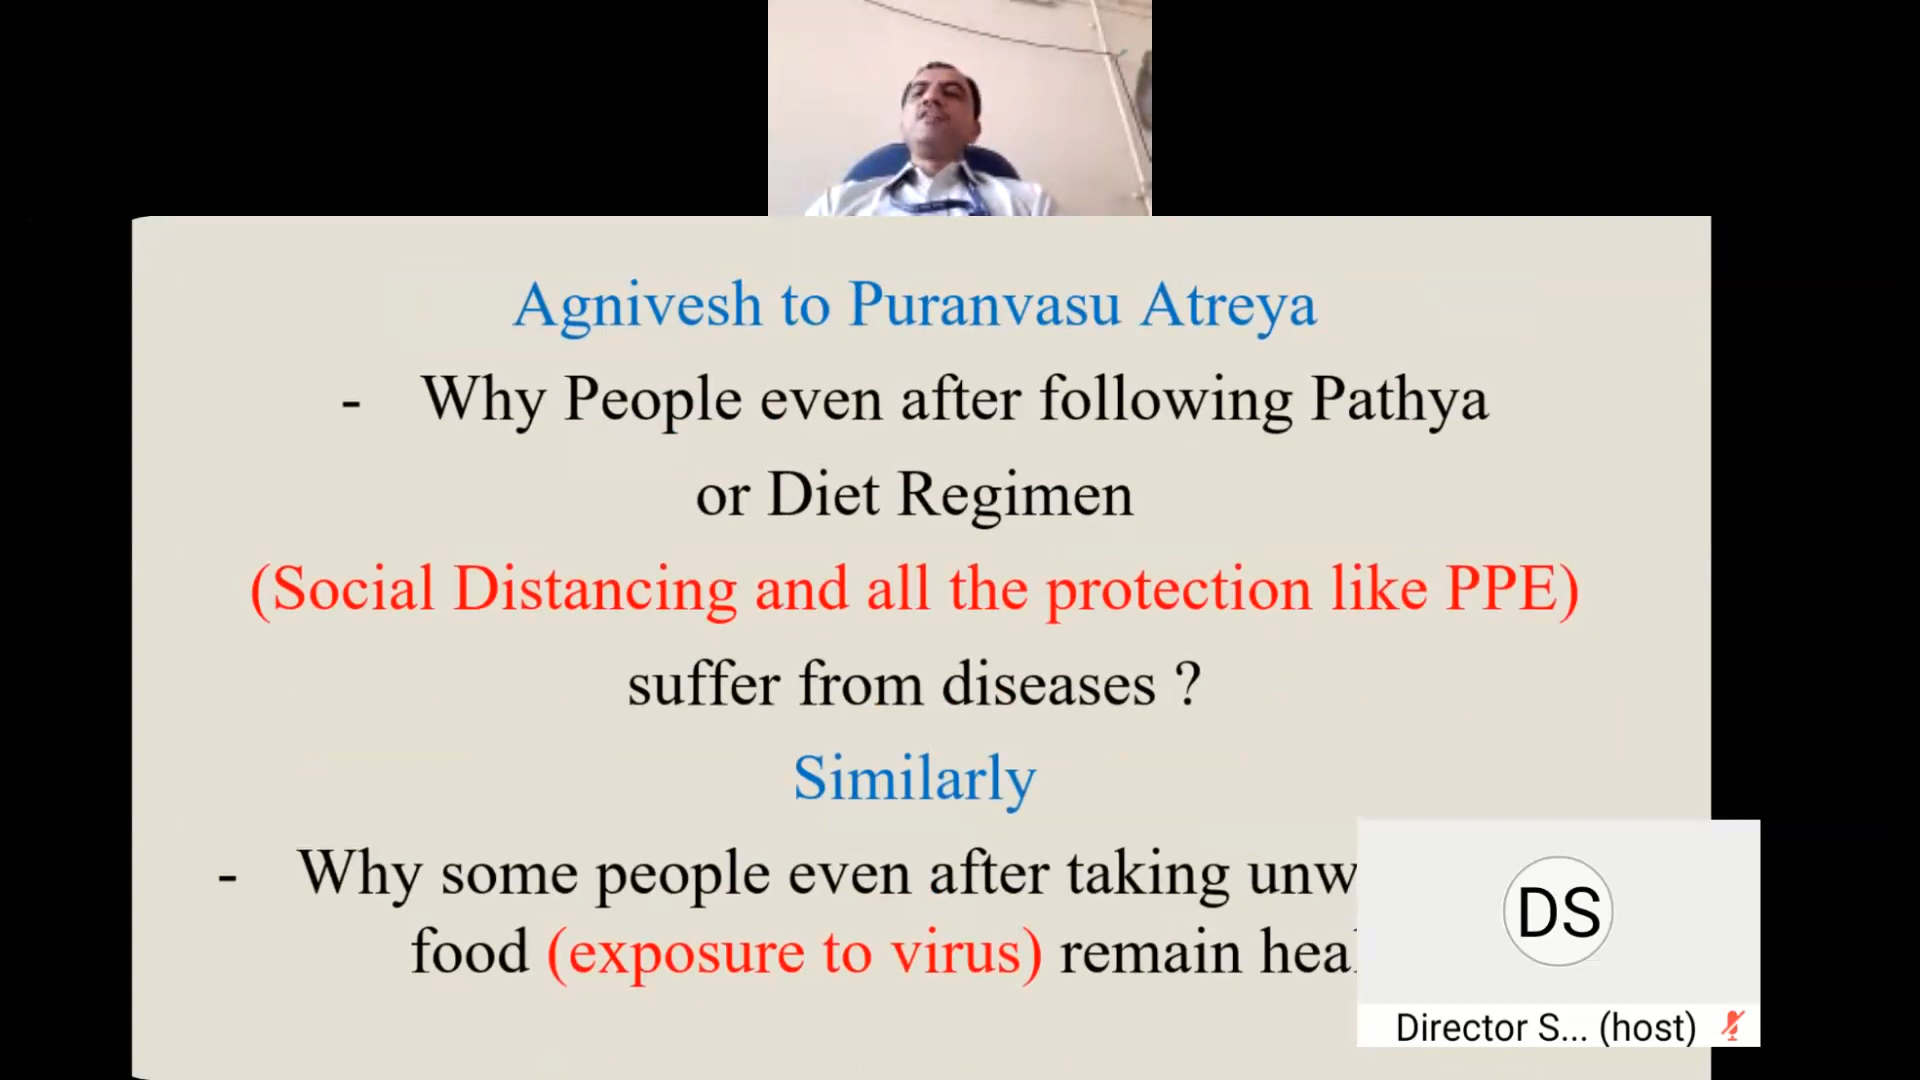 Agnivesh to Puranvasu Atreya
- Why People even after following Pathya
or Diet Regimen
(Social Distancing and all the protection like PPE)
suffer from diseases ?
Similarly
- Why some people even after taking
food (exposure to virus) remain
DS
Director S... (host)